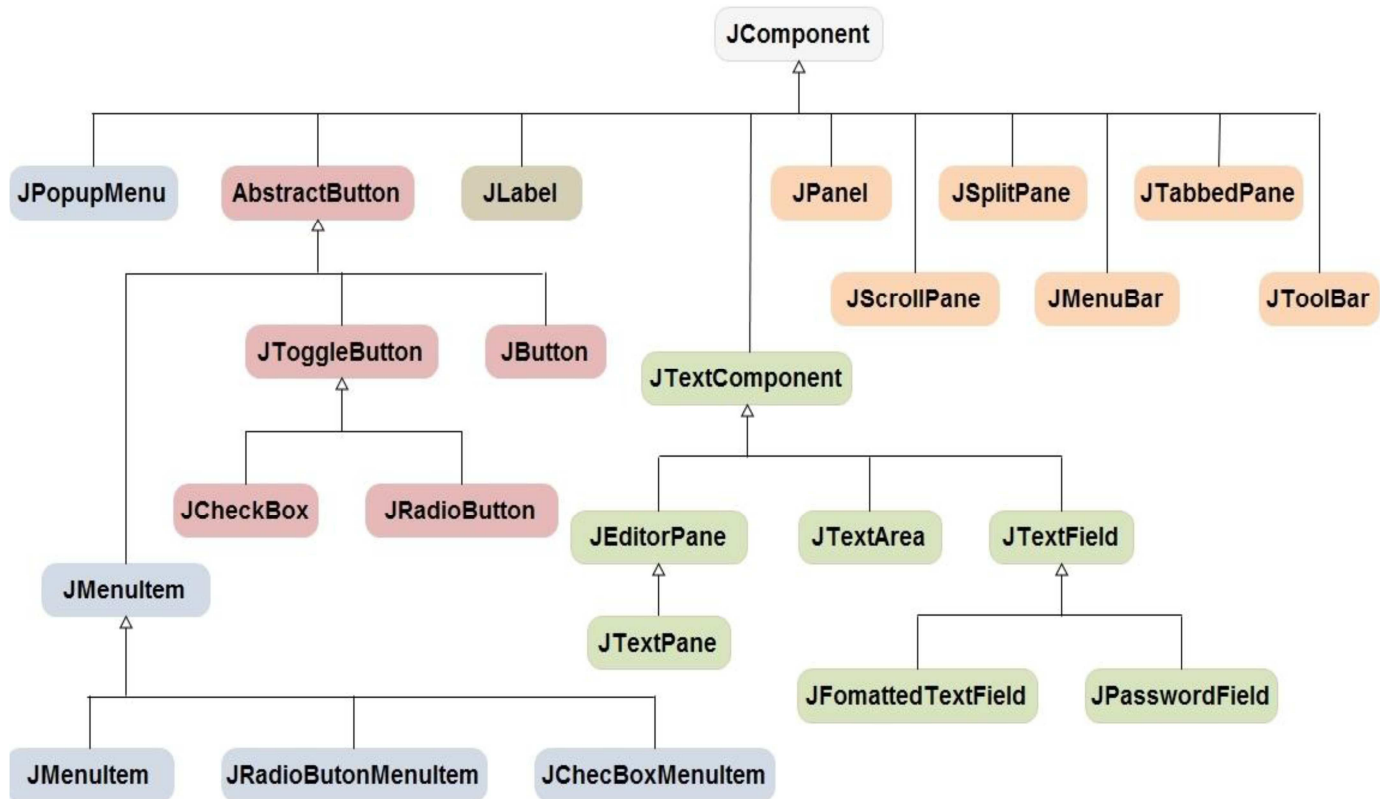 JComponent
JPopupMenu
AbstractButton
JLabel
JPanel
JSplitPane
JTabbedPane
JScrollPane
JMenuBar
JToolBar
JToggleButton
JButton
JTextComponent
JCheckBox
JRadioButton
JEditorPane
JTextArea
JTextField
JMenuItem
JTextPane
JFomattedTextField
JPasswordField
JMenuItem
JRadioButonMenuItem
JChecBoxMenuItem